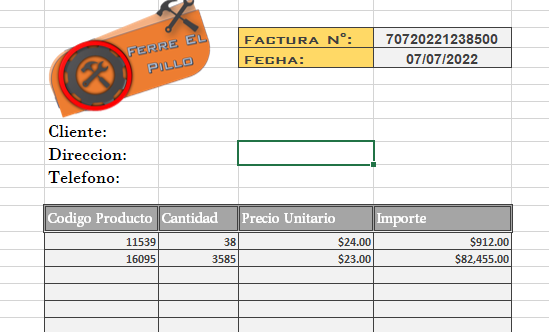 FERRE EL
PILLO
FACTURA N°: 70720221238500
FECHA: 07/07/2022
Cliente:
Direccion:
Telefono:
Codigo Producto Cantidad Precio Unitario Importe
11539 38 $24.00 $912.00
16095 3585 $23.00 $82,455.00